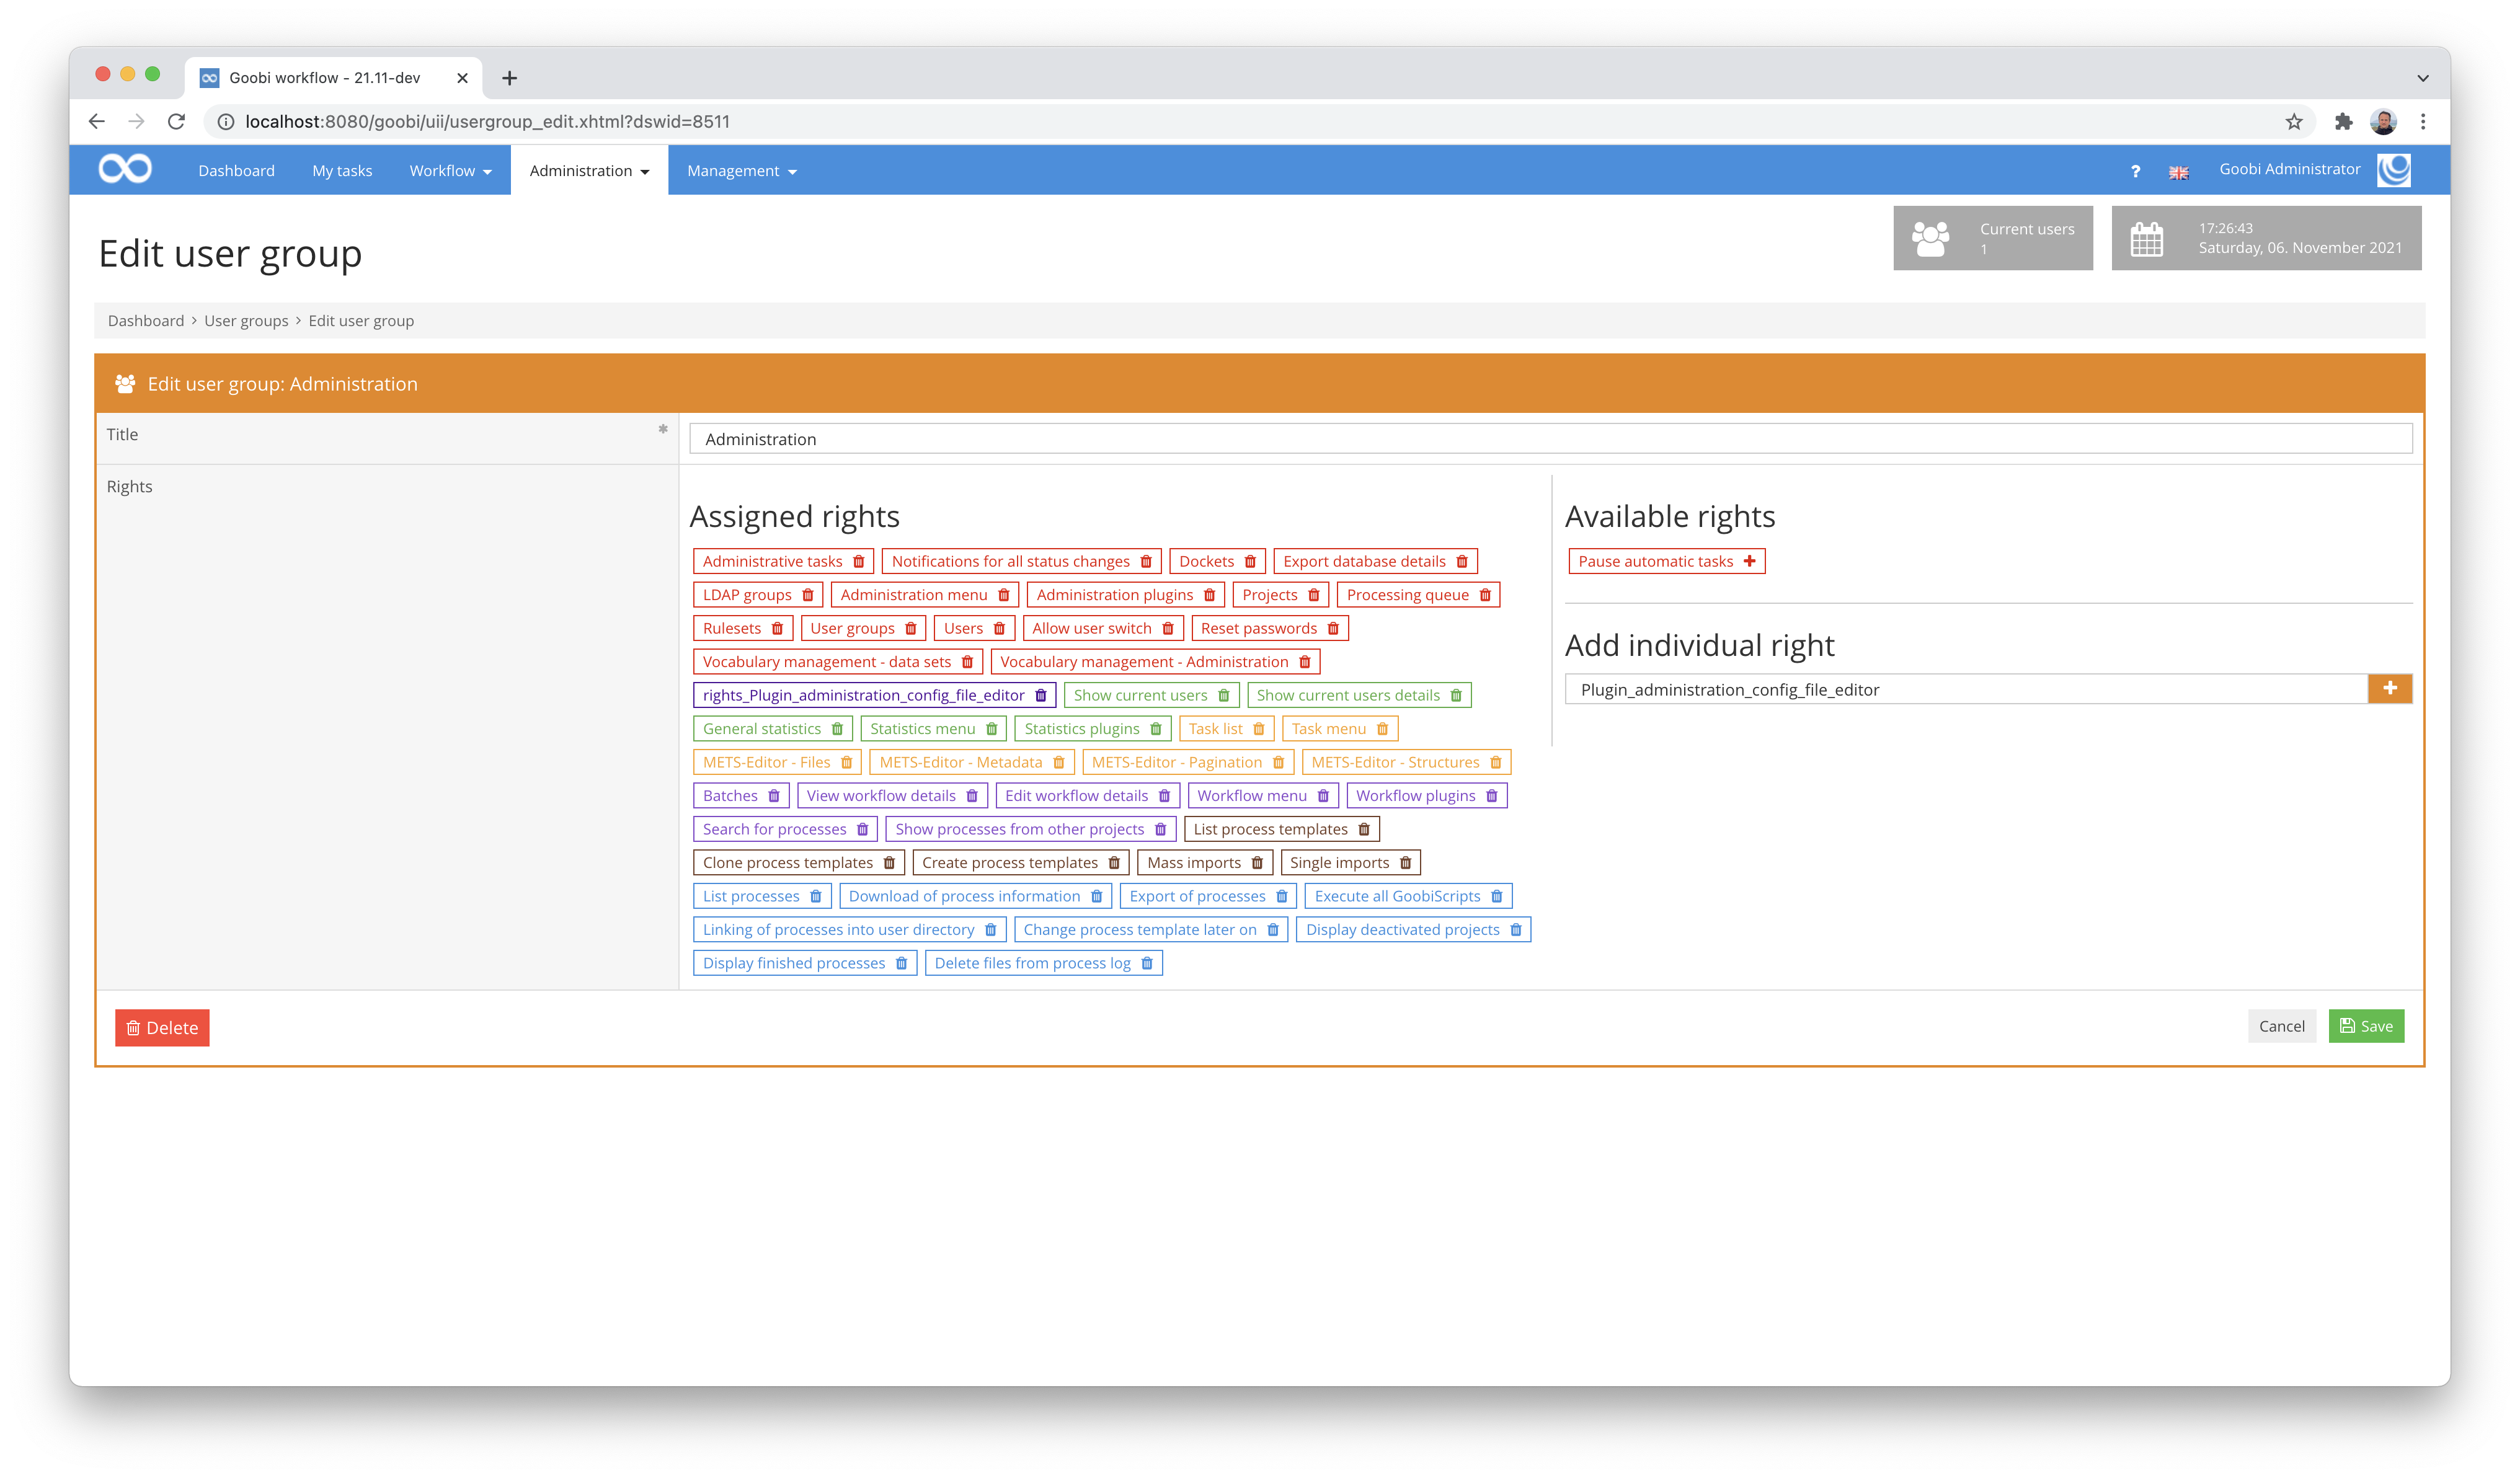 Goobi workflow - 21.11-dev
localhost:8080/goobi/uii/usergroup_edit.xhtml?dswid=8511
Dashboard My tasks Workflow Administration Management ? Goobi Administrator
Edit user group
Current users
1
17:26:43
Saturday, 06. November 2021
Dashboard > User groups > Edit user group
Edit user group: Administration
Title *
Administration
Rights
Assigned rights
Administrative tasks Notifications for all status changes Dockets Export database details
LDAP groups Administration menu Administration plugins Projects Processing queue
Rulesets User groups Users Allow user switch Reset passwords
Vocabulary management - data sets Vocabulary management - Administration
rights_Plugin_administration_config_file_editor Show current users Show current users details
General statistics Statistics menu Statistics plugins Task list Task menu
METS-Editor - Files METS-Editor - Metadata METS-Editor - Pagination METS-Editor - Structures
Batches View workflow details Edit workflow details Workflow menu Workflow plugins
Search for processes Show processes from other projects List process templates
Clone process templates Create process templates Mass imports Single imports
List processes Download of process information Export of processes Execute all GoobiScripts
Linking of processes into user directory Change process template later on Display deactivated projects
Display finished processes Delete files from process log
Available rights
Pause automatic tasks
Add individual right
Plugin_administration_config_file_editor
Delete
Cancel
Save